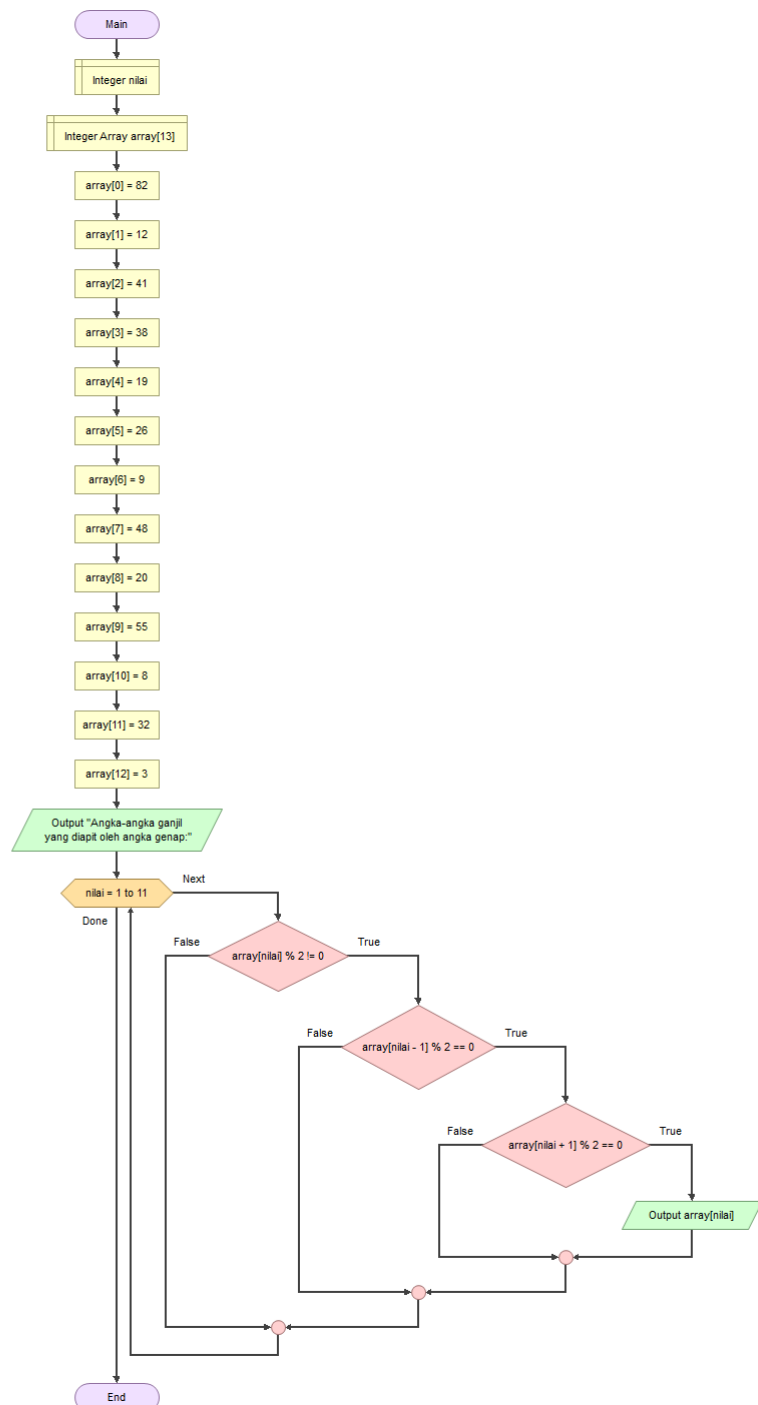 Main
Integer nilai
Integer Array array[13]
array[0] = 82
array[1] = 12
array[2] = 41
array[3] = 38
array[4] = 19
array[5] = 26
array[6] = 9
array[7] = 48
array[8] = 20
array[9] = 55
array[10] = 8
array[11] = 32
array[12] = 3
Output "Angka-angka ganjil
yang diapit oleh angka genap:"
nilai = 1 to 11
Next
Done
False
array[nilai] % 2 != 0
True
False
array[nilai - 1] % 2 == 0
True
False
array[nilai + 1] % 2 == 0
True
Output array[nilai]
End